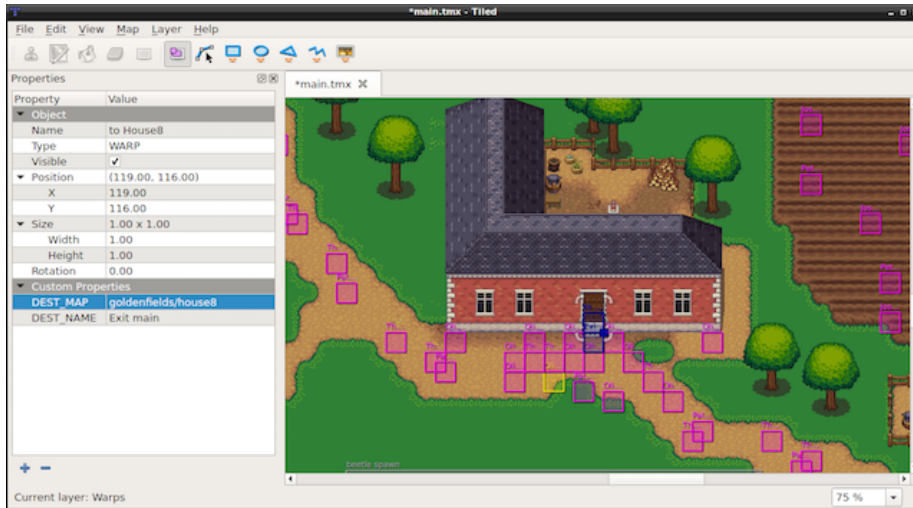 *main.tmx - Tiled
File Edit View Map Layer Help
Properties
*main.tmx
Property Value
Object
Name to House8
Type WARP
Visible
Position (119.00, 116.00)
X 119.00
Y 116.00
Size 1.00 x 1.00
Width 1.00
Height 1.00
Rotation 0.00
Custom Properties
DEST_MAP goldenfields/house8
DEST_NAME Exit main
beetle spawn
Current layer: Warps
75 %